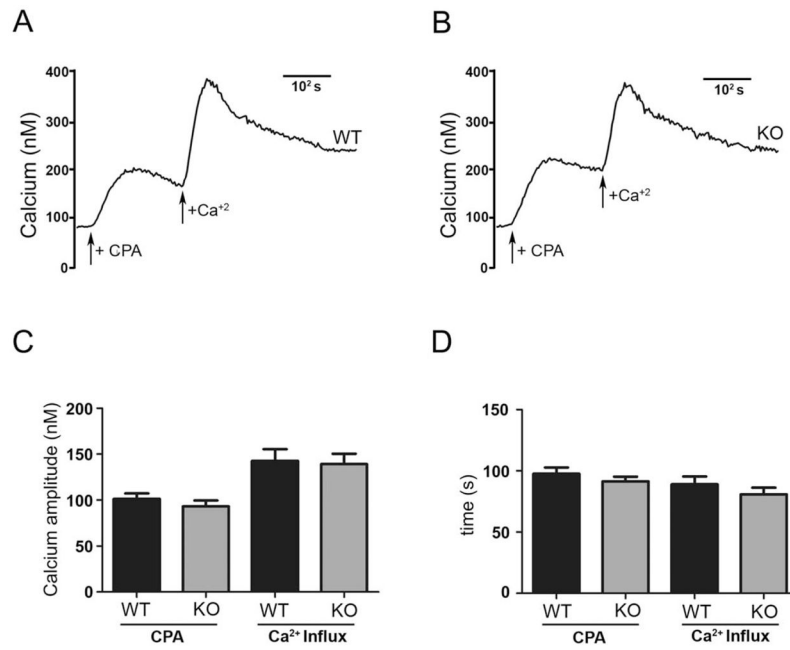 A
400
300
200
100
0
Calcium (nM)
10² s
WT
+ CPA
+Ca⁺²
B
400
300
200
100
0
Calcium (nM)
10² s
KO
+ CPA
+Ca⁺²
C
200
150
100
50
0
Calcium amplitude (nM)
WT KO WT KO
CPA Ca²⁺ Influx
D
150
100
50
0
time (s)
WT KO WT KO
CPA Ca²⁺ Influx